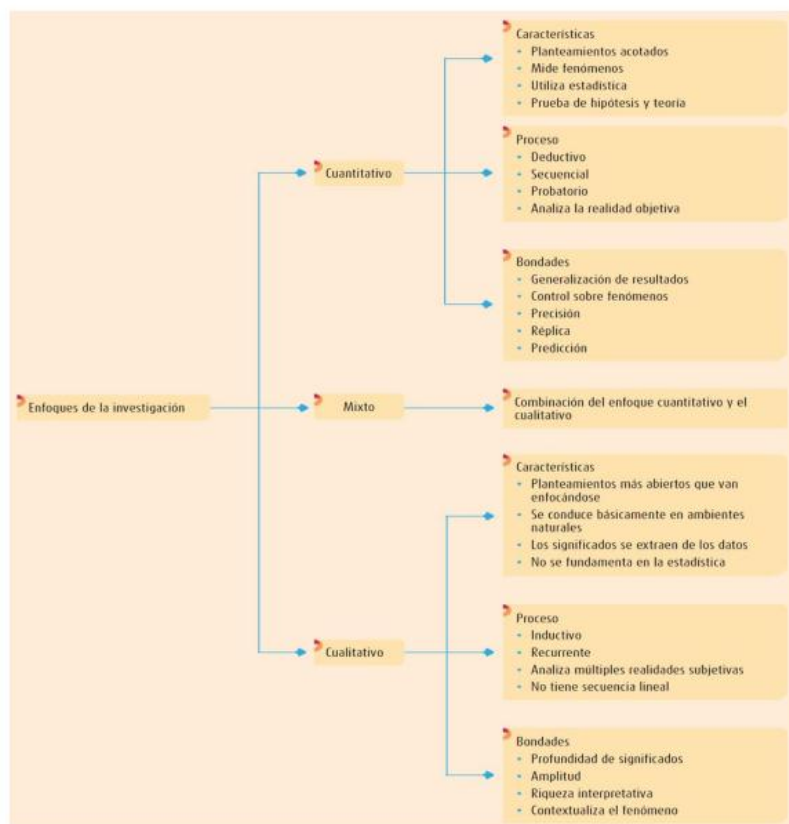 Características
• Planteamientos acotados
• Mide fenómenos
• Utiliza estadística
• Prueba de hipótesis y teoría
Cuantitativo
Proceso
• Deductivo
• Secuencial
• Probatorio
• Analiza la realidad objetiva
Bondades
• Generalización de resultados
• Control sobre fenómenos
• Precisión
• Réplica
• Predicción
Enfoques de la investigación
Mixto
Combinación del enfoque cuantitativo y el
cualitativo
Características
• Planteamientos más abiertos que van
enfocándose
• Se conduce básicamente en ambientes
naturales
• Los significados se extraen de los datos
• No se fundamenta en la estadística
Cualitativo
Proceso
• Inductivo
• Recurrente
• Analiza múltiples realidades subjetivas
• No tiene secuencia lineal
Bondades
• Profundidad de significados
• Amplitud
• Riqueza interpretativa
• Contextualiza el fenómeno